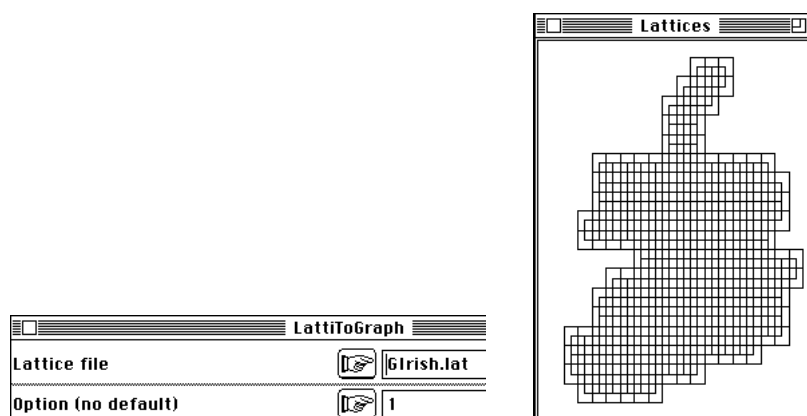 Lattices
LattiToGraph
Lattice file GIrish.lat
Option (no default) 1